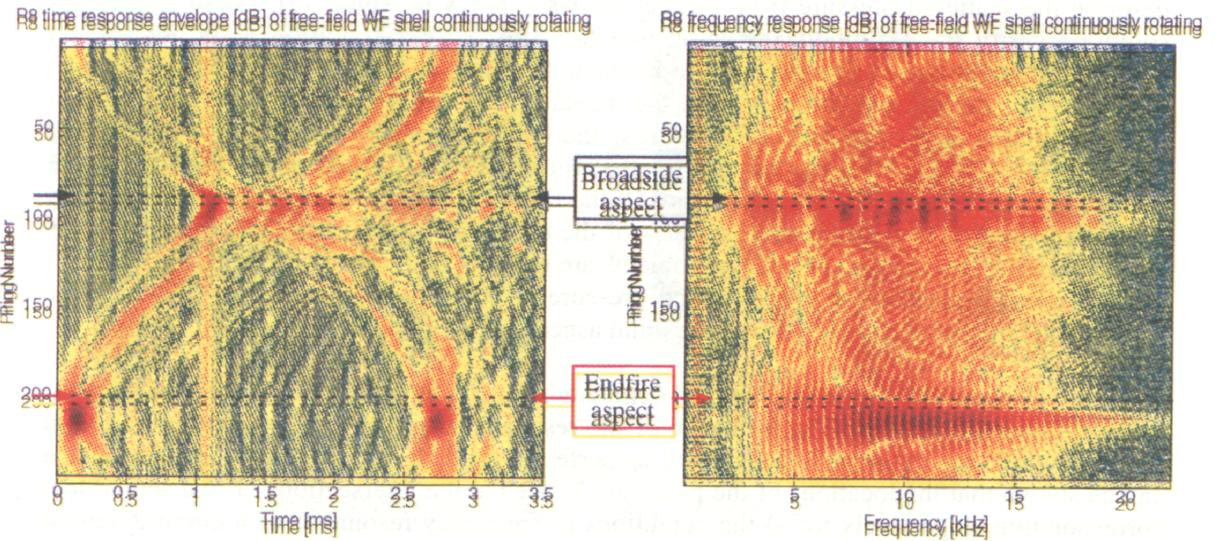 R8 time response envelope [dB] of free-field WF shell continuously rotating
R8 frequency response [dB] of free-field WF shell continuously rotating
50
100
150
200
Firing Number
0 0.5 1 1.5 2 2.5 3 3.5
Time [ms]
Broadside
aspect
Endfire
aspect
50
100
150
Firing Number
5 10 15 20
Frequency [kHz]